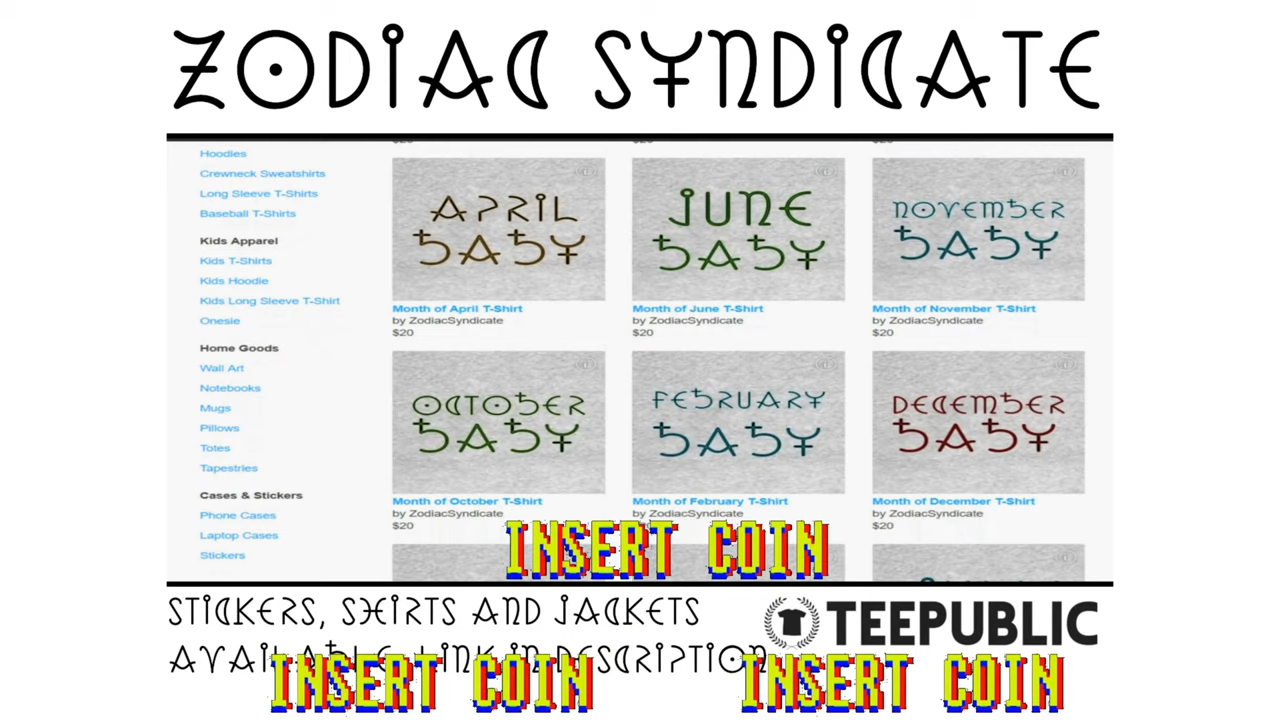 ZODIAC SYNDICATE
Hoodies
Crewneck Sweatshirts
Long Sleeve T-Shirts
Baseball T-Shirts
Kids Apparel
Kids T-Shirts
Kids Hoodie
Kids Long Sleeve T-Shirt
Onesie
Home Goods
Wall Art
Notebooks
Mugs
Pillows
Totes
Tapestries
Cases & Stickers
Phone Cases
Laptop Cases
Stickers
APRIL
BABY
Month of April T-Shirt
by ZodiacSyndicate
$20
JUNE
BABY
Month of June T-Shirt
by ZodiacSyndicate
$20
NOVEMBER
BABY
Month of November T-Shirt
by ZodiacSyndicate
$20
OCTOBER
BABY
Month of October T-Shirt
by ZodiacSyndicate
$20
FEBRUARY
BABY
Month of February T-Shirt
by ZodiacSyndicate
DECEMBER
BABY
Month of December T-Shirt
by ZodiacSyndicate
$20
INSERT COIN
STICKERS, SHIRTS AND JACKETS
AVAILABLE. LINK IN DESCRIPTION
TEEPUBLIC
INSERT COIN
INSERT COIN